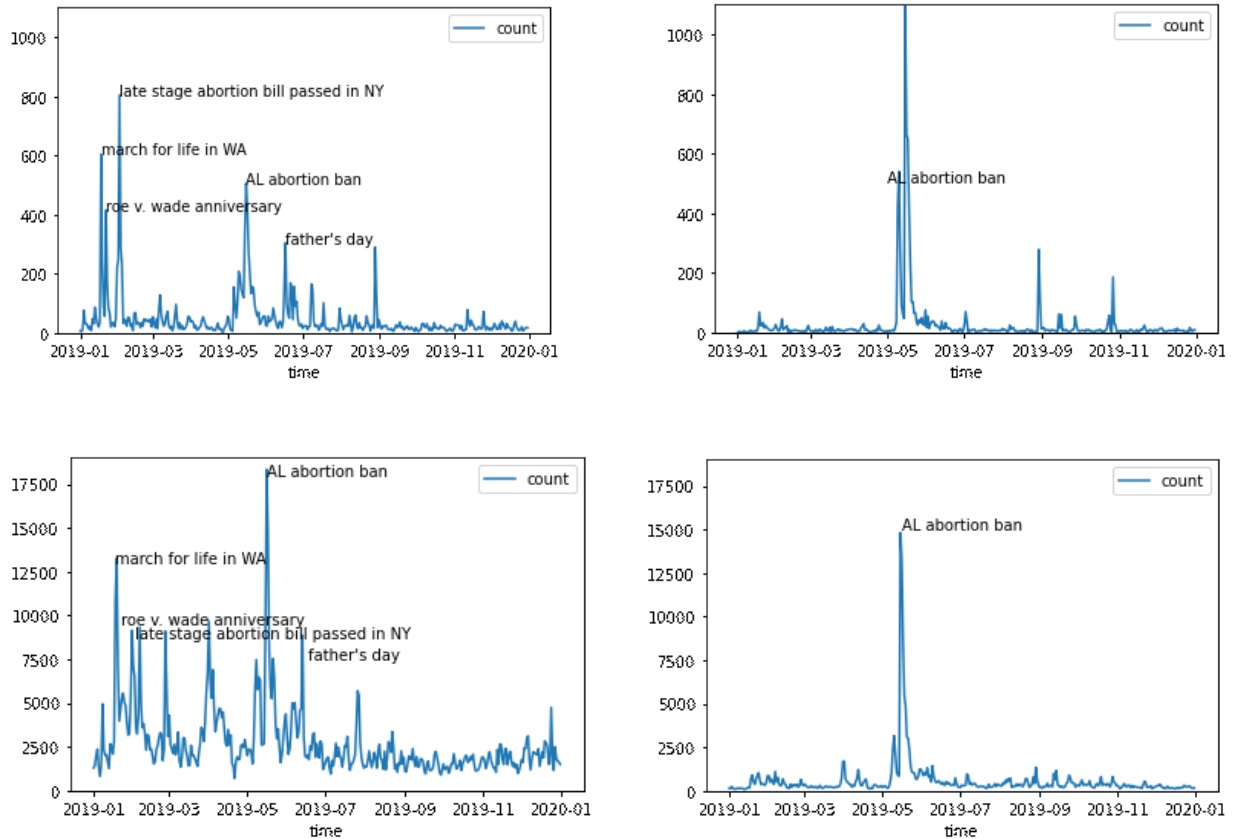 count
1000
late stage abortion bill passed in NY
800
march for life in WA
600
AL abortion ban
roe v. wade anniversary
400
father's day
200
0
2019-01 2019-03 2019-05 2019-07 2019-09 2019-11 2020-01
time
count
1000
800
600
AL abortion ban
400
200
0
2019-01 2019-03 2019-05 2019-07 2019-09 2019-11 2020-01
time
AL abortion ban
count
17500
15000
march for life in WA
12500
roe v. wade anniversary
10000
late stage abortion bill passed in NY
father's day
7500
5000
2500
0
2019-01 2019-03 2019-05 2019-07 2019-09 2019-11 2020-01
time
count
17500
AL abortion ban
15000
12500
10000
7500
5000
2500
0
2019-01 2019-03 2019-05 2019-07 2019-09 2019-11 2020-01
time